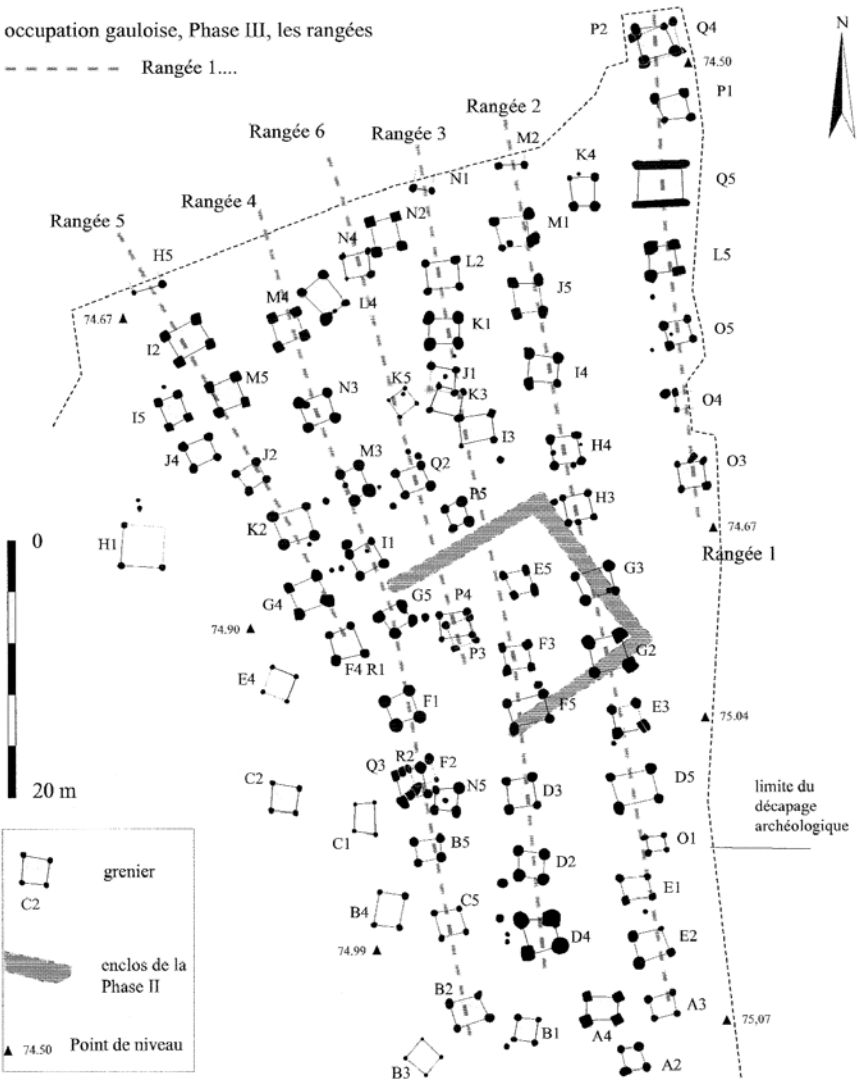 occupation gauloise, Phase III, les rangées
Rangée 1....
N
P2
Q4
74.50
P1
Rangée 2
Rangée 6
Rangée 3
M2
K4
Q5
N1
Rangée 4
N2
M1
Rangée 5
N4
L2
L5
H5
M4
L4
J5
74.67
K1
O5
I2
J1
I4
K5
K3
M5
N3
O4
I5
I3
H4
J4
J2
M3
Q2
O3
H3
P5
K2
74.67
0
H1
I1
Rangée 1
E5
G3
G4
G5
P4
74.90
P3
F3
G2
F4
R1
E4
F1
F5
E3
75.04
Q3
R2
F2
C2
N5
D3
D5
20 m
limite du
décapage
archéologique
C1
B5
O1
D2
grenier
E1
C2
B4
C5
D4
74.99
E2
enclos de la
Phase II
B2
A3
75,07
B1
A4
74.50
Point de niveau
B3
A2